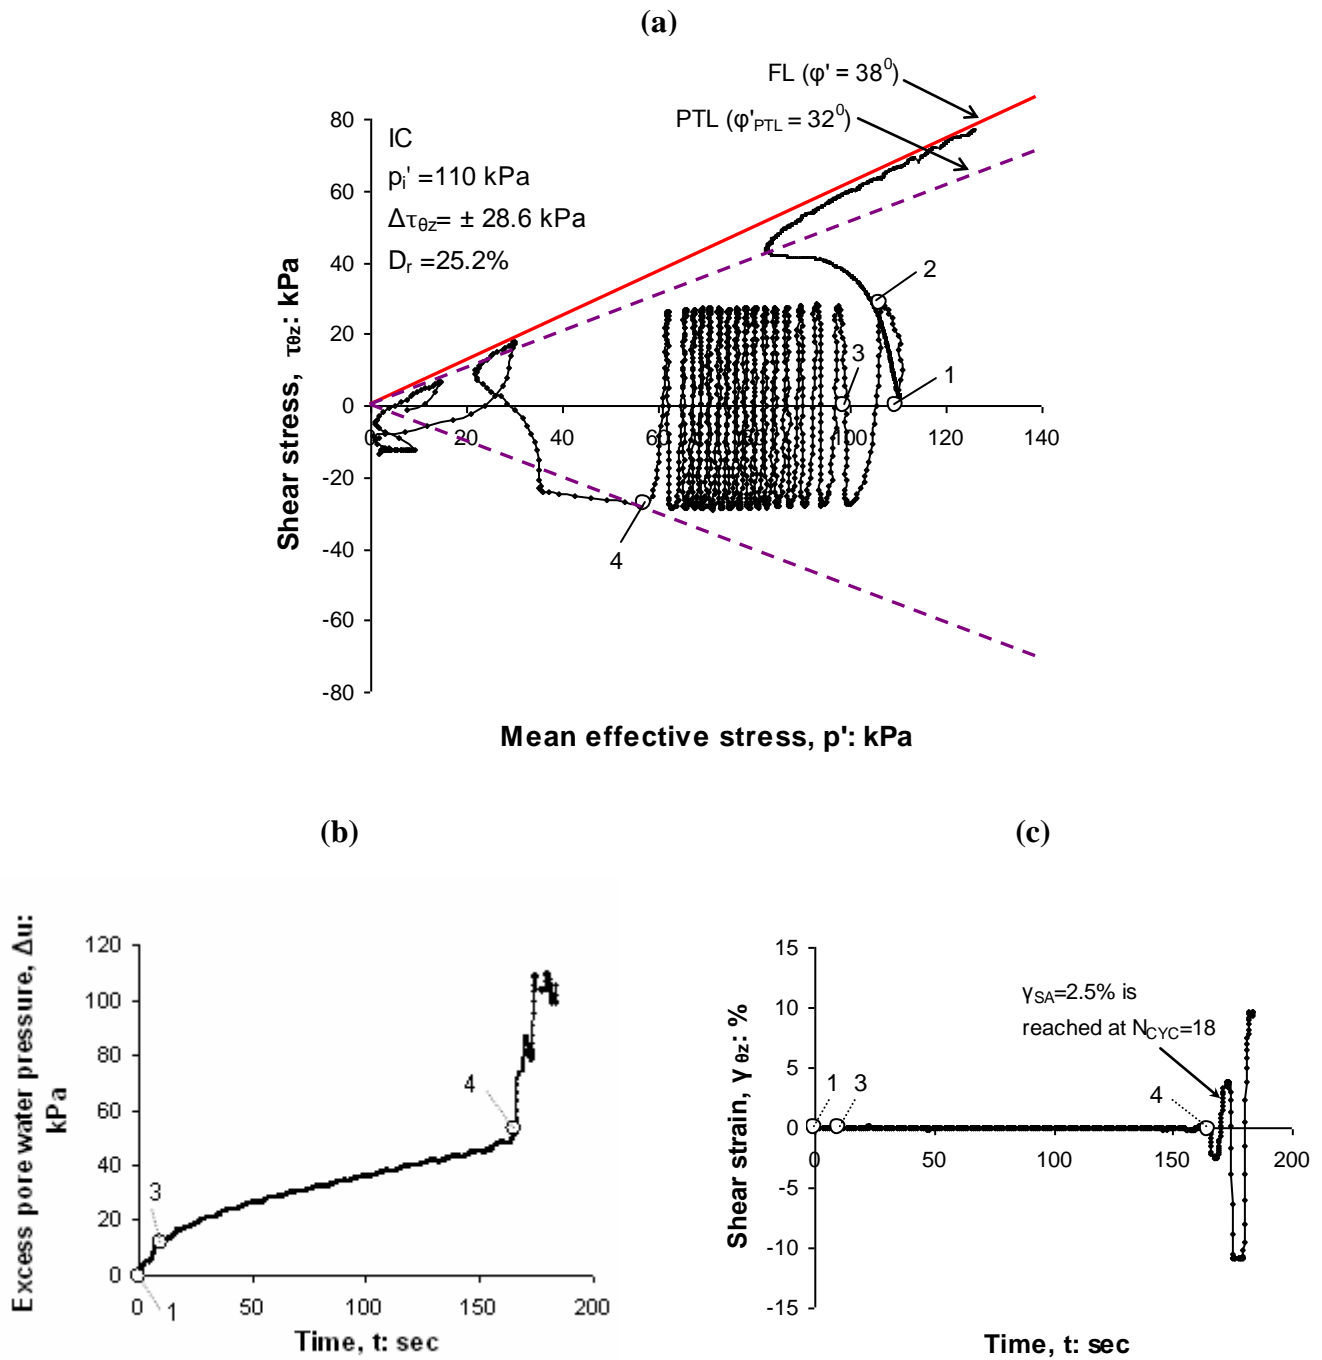 (a)
FL (φ' = 38⁰)
PTL (φ'PTL = 32⁰)
IC
pᵢ' =110 kPa
Δτθz= ± 28.6 kPa
Dr =25.2%
Shear stress, τθz: kPa
80
60
40
20
0
-20
-40
-60
-80
0 20 40 60 80 100 120 140
2
3
1
4
Mean effective stress, p': kPa
(b)
(c)
Excess pore water pressure, Δu:
kPa
120
100
80
60
40
20
0
4
3
1
0 50 100 150 200
Time, t: sec
Shear strain, γθz: %
15
10
5
0
-5
-10
-15
γSA=2.5% is
reached at NCYC=18
1 3 4
0 50 100 150 200
Time, t: sec